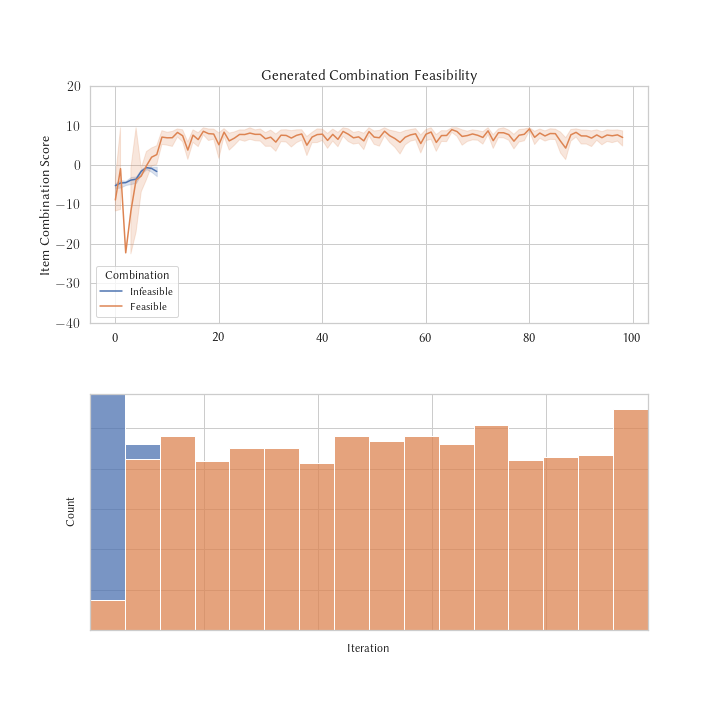 Generated Combination Feasibility
20
10
0
−10
−20
−30
−40
Item Combination Score
Combination
Infeasible
Feasible
0 20 40 60 80 100
Count
Iteration